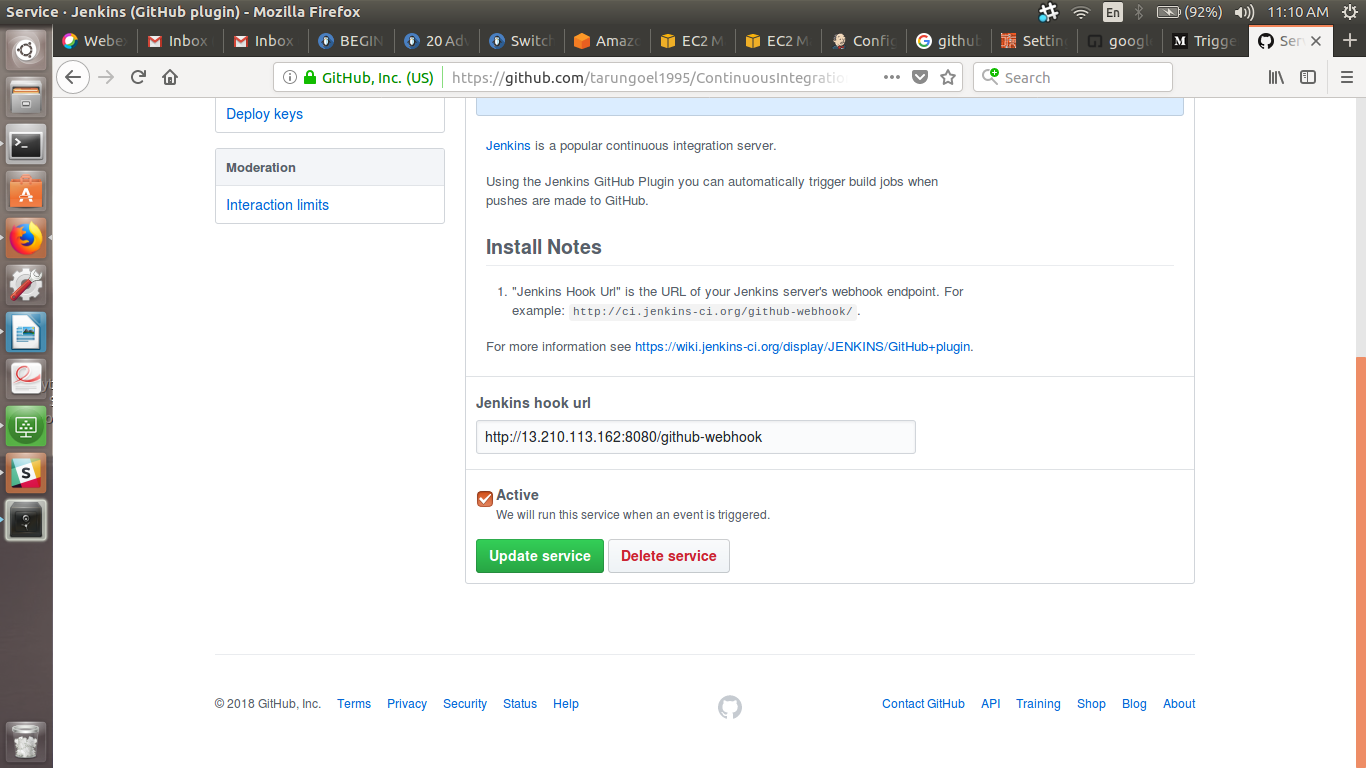 Service · Jenkins (GitHub plugin) - Mozilla Firefox
En
(92%)
11:10 AM
Webe
Inbox
Inbox
BEGIN
20 Adv
Switch
Amazo
EC2 M
EC2 M
Config
github
Settin
googl
Trigge
Ser
GitHub, Inc. (US)
https://github.com/tarungoel1995/ContinuousIntegratio
Search
Deploy keys
Moderation
Interaction limits
Jenkins is a popular continuous integration server.
Using the Jenkins GitHub Plugin you can automatically trigger build jobs when
pushes are made to GitHub.
Install Notes
1. "Jenkins Hook Url" is the URL of your Jenkins server's webhook endpoint. For
example: http://ci.jenkins-ci.org/github-webhook/.
For more information see https://wiki.jenkins-ci.org/display/JENKINS/GitHub+plugin.
Jenkins hook url
http://13.210.113.162:8080/github-webhook
Active
We will run this service when an event is triggered.
Update service
Delete service
© 2018 GitHub, Inc.
Terms
Privacy
Security
Status
Help
Contact GitHub
API
Training
Shop
Blog
About